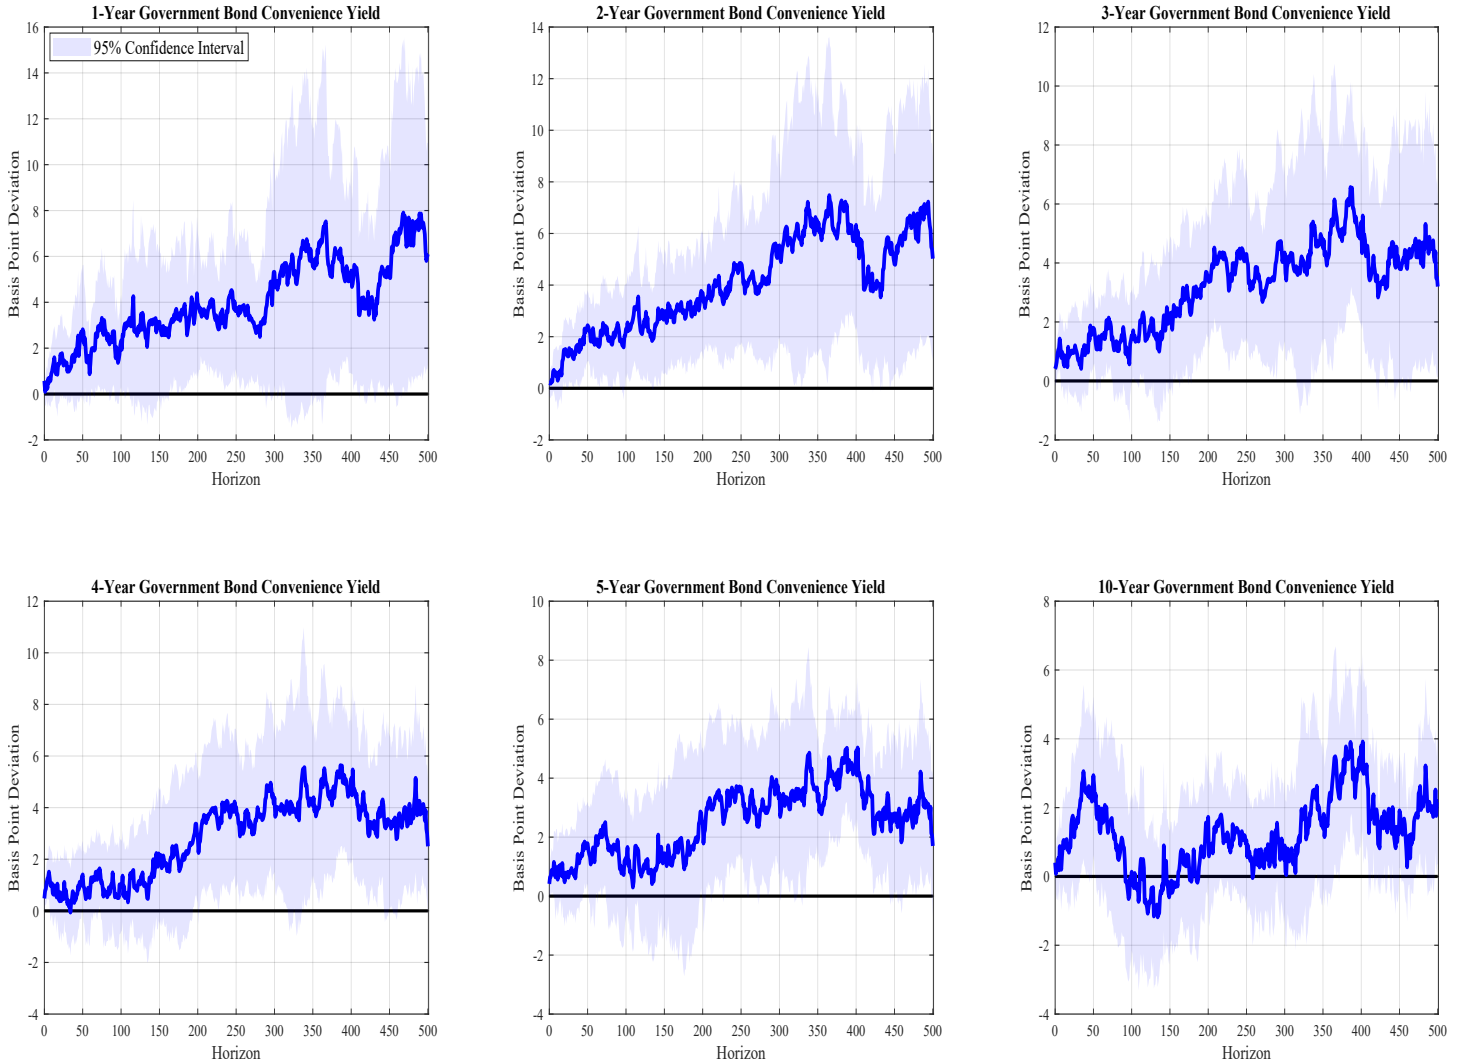 1-Year Government Bond Convenience Yield
95% Confidence Interval
Basis Point Deviation
16
14
12
10
8
6
4
2
0
-2
0 50 100 150 200 250 300 350 400 450 500
Horizon
2-Year Government Bond Convenience Yield
Basis Point Deviation
14
12
10
8
6
4
2
0
-2
0 50 100 150 200 250 300 350 400 450 500
Horizon
3-Year Government Bond Convenience Yield
Basis Point Deviation
12
10
8
6
4
2
0
-2
0 50 100 150 200 250 300 350 400 450 500
Horizon
4-Year Government Bond Convenience Yield
Basis Point Deviation
12
10
8
6
4
2
0
-2
-4
0 50 100 150 200 250 300 350 400 450 500
Horizon
5-Year Government Bond Convenience Yield
Basis Point Deviation
10
8
6
4
2
0
-2
-4
0 50 100 150 200 250 300 350 400 450 500
Horizon
10-Year Government Bond Convenience Yield
Basis Point Deviation
8
6
4
2
0
-2
-4
0 50 100 150 200 250 300 350 400 450 500
Horizon